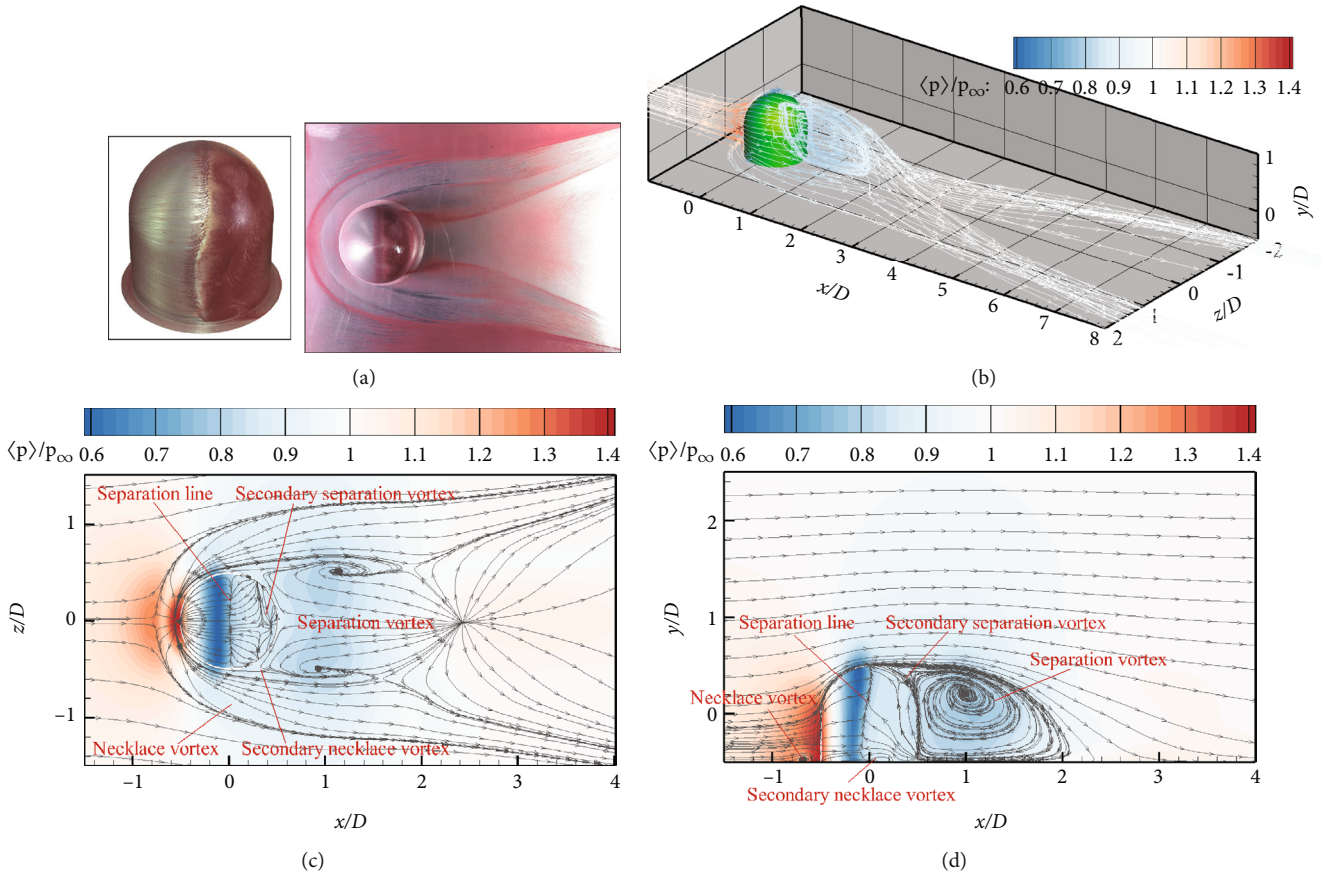 ⟨p⟩/p∞: 0.6 0.7 0.8 0.9 1 1.1 1.2 1.3 1.4
1
0
y/D
-2
-1
0
1
2
z/D
0
1
2
3
4
5
6
7
8
x/D
(a)
(b)
⟨p⟩/p∞ 0.6 0.7 0.8 0.9 1 1.1 1.2 1.3 1.4
Separation line
Secondary separation vortex
Separation vortex
Necklace vortex
Secondary necklace vortex
1
0
−1
z/D
−1 0 1 2 3 4
x/D
(c)
⟨p⟩/p∞ 0.6 0.7 0.8 0.9 1 1.1 1.2 1.3 1.4
2
1
0
y/D
Separation line
Secondary separation vortex
Separation vortex
Necklace vortex
−1 0 1 2 3 4
Secondary necklace vortex
x/D
(d)